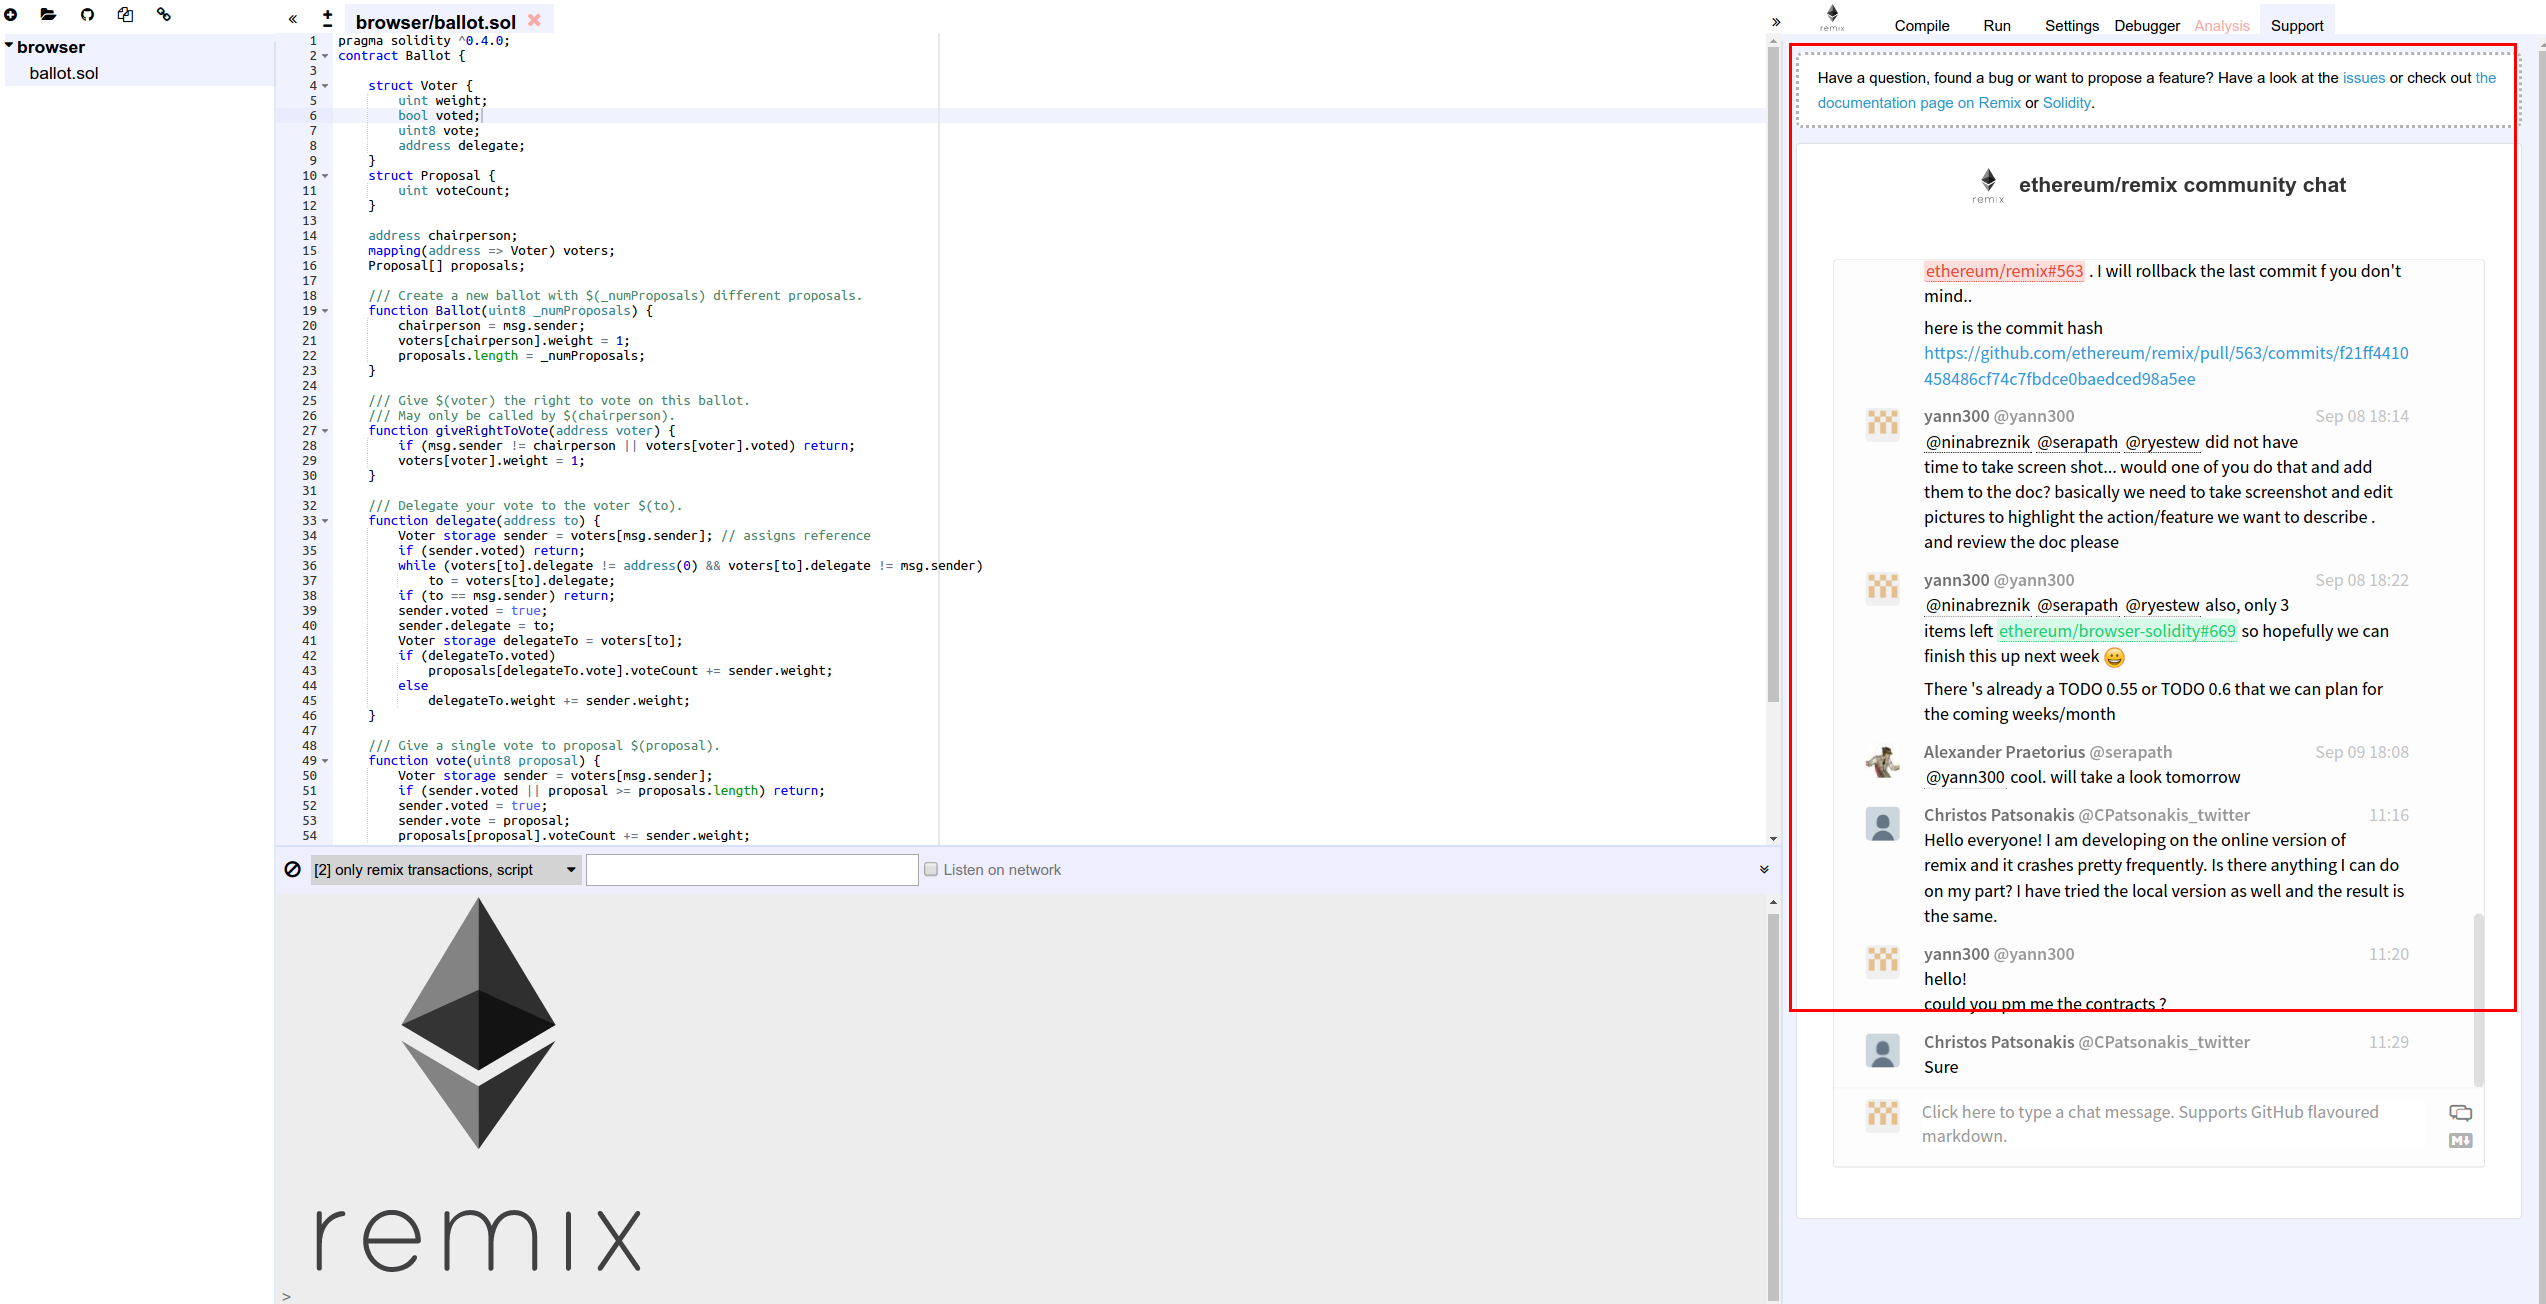 browser
ballot.sol
browser/ballot.sol
1 pragma solidity ^0.4.0;
2 contract Ballot {
3
4 struct Voter {
5 uint weight;
6 bool voted;
7 uint8 vote;
8 address delegate;
9 }
10 struct Proposal {
11 uint voteCount;
12 }
13
14 address chairperson;
15 mapping(address => Voter) voters;
16 Proposal[] proposals;
17
18 /// Create a new ballot with $(_numProposals) different proposals.
19 function Ballot(uint8 _numProposals) {
20 chairperson = msg.sender;
21 voters[chairperson].weight = 1;
22 proposals.length = _numProposals;
23 }
24
25 /// Give $(voter) the right to vote on this ballot.
26 /// May only be called by $(chairperson).
27 function giveRightToVote(address voter) {
28 if (msg.sender != chairperson || voters[voter].voted) return;
29 voters[voter].weight = 1;
30 }
31
32 /// Delegate your vote to the voter $(to).
33 function delegate(address to) {
34 Voter storage sender = voters[msg.sender]; // assigns reference
35 if (sender.voted) return;
36 while (voters[to].delegate != address(0) && voters[to].delegate != msg.sender)
37 to = voters[to].delegate;
38 if (to == msg.sender) return;
39 sender.voted = true;
40 sender.delegate = to;
41 Voter storage delegateTo = voters[to];
42 if (delegateTo.voted)
43 proposals[delegateTo.vote].voteCount += sender.weight;
44 else
45 delegateTo.weight += sender.weight;
46 }
47
48 /// Give a single vote to proposal $(proposal).
49 function vote(uint8 proposal) {
50 Voter storage sender = voters[msg.sender];
51 if (sender.voted || proposal >= proposals.length) return;
52 sender.voted = true;
53 sender.vote = proposal;
54 proposals[proposal].voteCount += sender.weight;
[2] only remix transactions, script
Listen on network
remix
>
remix
Compile Run Settings Debugger Analysis Support
Have a question, found a bug or want to propose a feature? Have a look at the issues or check out the
documentation page on Remix or Solidity.
remix
ethereum/remix community chat
ethereum/remix#563 . I will rollback the last commit f you don't
mind..
here is the commit hash
https://github.com/ethereum/remix/pull/563/commits/f21ff4410
458486cf74c7fbdce0baedced98a5ee
yann300 @yann300 Sep 08 18:14
@ninabreznik @serapath @ryestew did not have
time to take screen shot... would one of you do that and add
them to the doc? basically we need to take screenshot and edit
pictures to highlight the action/feature we want to describe .
and review the doc please
yann300 @yann300 Sep 08 18:22
@ninabreznik @serapath @ryestew also, only 3
items left ethereum/browser-solidity#669 so hopefully we can
finish this up next week 😀
There 's already a TODO 0.55 or TODO 0.6 that we can plan for
the coming weeks/month
Alexander Praetorius @serapath Sep 09 18:08
@yann300 cool. will take a look tomorrow
Christos Patsonakis @CPatsonakis_twitter 11:16
Hello everyone! I am developing on the online version of
remix and it crashes pretty frequently. Is there anything I can do
on my part? I have tried the local version as well and the result is
the same.
yann300 @yann300 11:20
hello!
could you pm me the contracts ?
Christos Patsonakis @CPatsonakis_twitter 11:29
Sure
Click here to type a chat message. Supports GitHub flavoured
markdown.
M